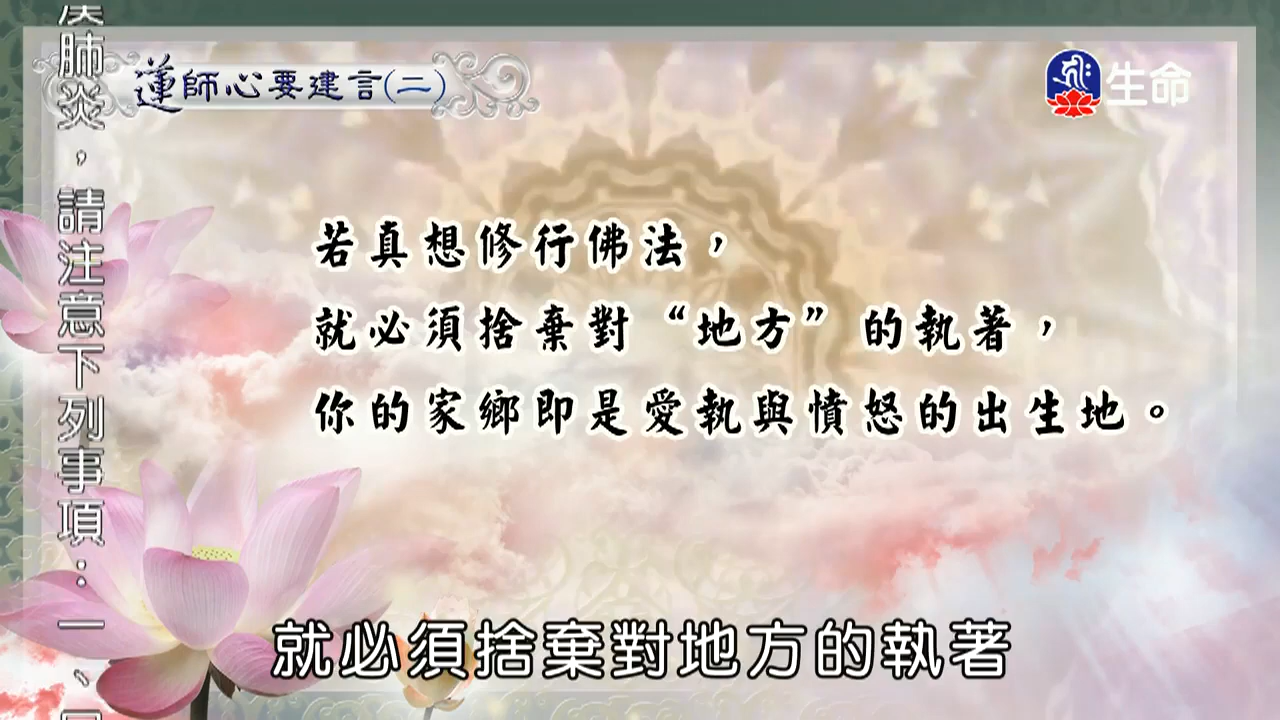 蓮師心要建言(二)
生命
若真想修行佛法，
就必須捨棄對“地方”的執著，
你的家鄉即是愛執與憤怒的出生地。
就必須捨棄對地方的執著
肺炎，請注意下列事項：一、